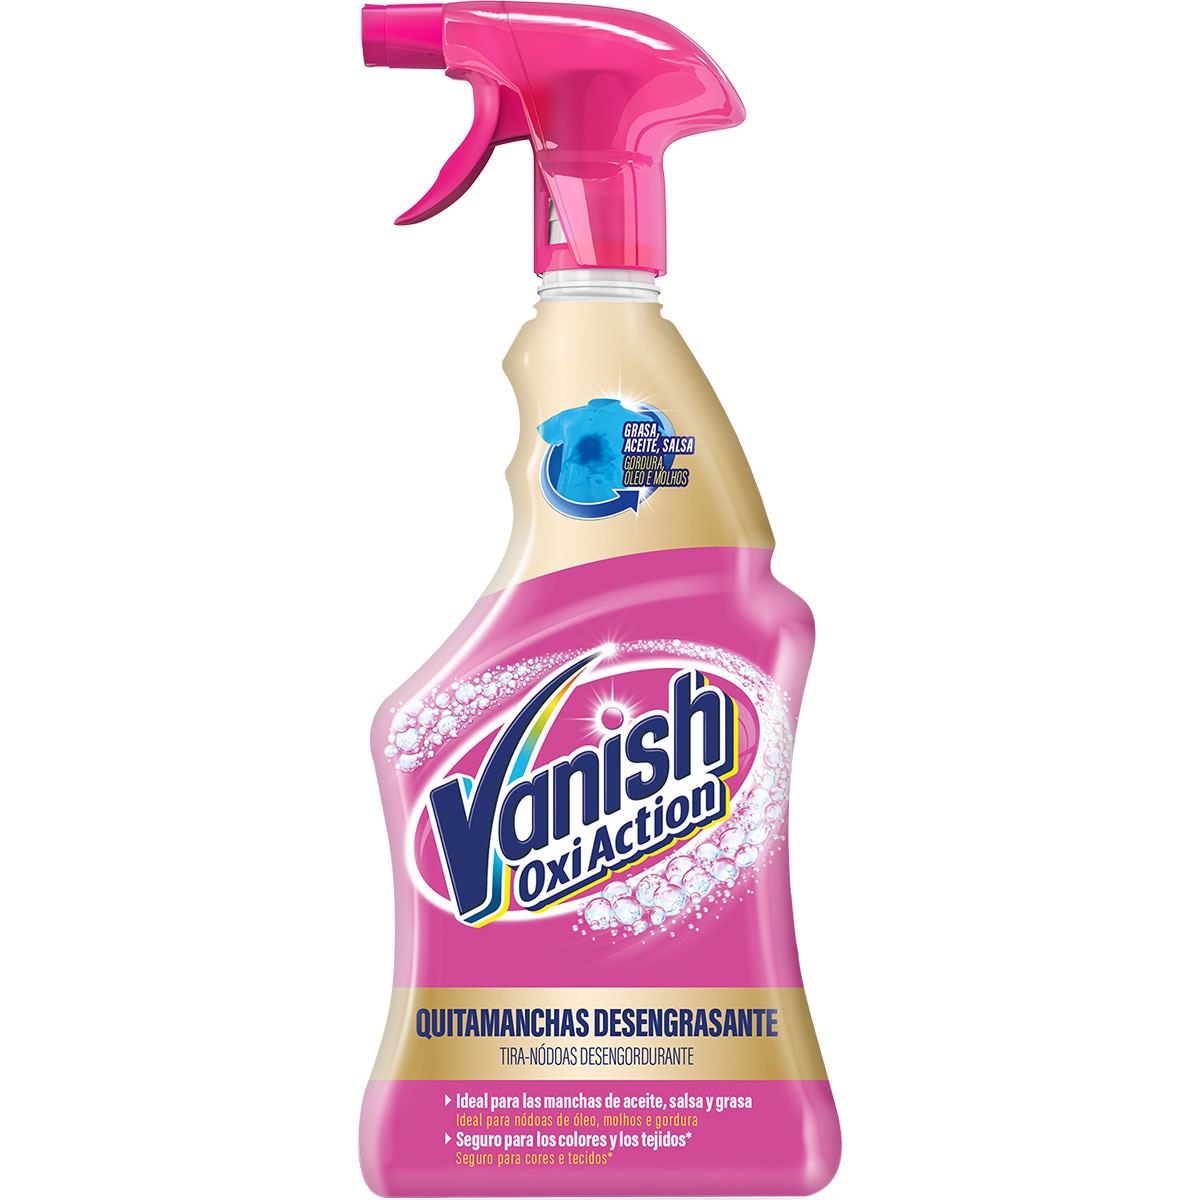 GRASA,
ACEITE, SALSA
GORDURA,
ÓLEO E MOLHOS
Vanish
Oxi Action
QUITAMANCHAS DESENGRASANTE
TIRA-NÓDOAS DESENGORDURANTE
Ideal para las manchas de aceite, salsa y grasa
Ideal para nódoas de óleo, molhos e gordura
Seguro para los colores y los tejidos*
Seguro para cores e tecidos*